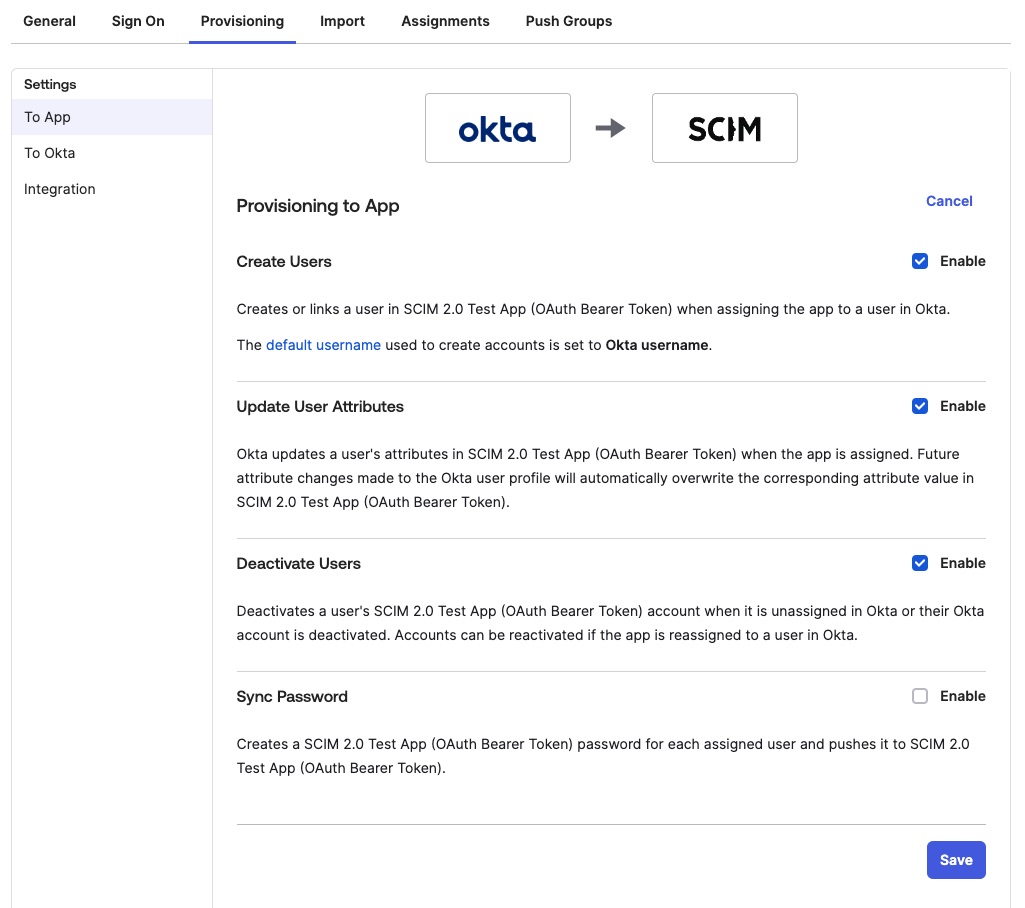 General Sign On Provisioning Import Assignments Push Groups
Settings
To App
To Okta
Integration
okta SCIM
Provisioning to App Cancel
Create Users Enable
Creates or links a user in SCIM 2.0 Test App (OAuth Bearer Token) when assigning the app to a user in Okta.
The default username used to create accounts is set to Okta username.
Update User Attributes Enable
Okta updates a user's attributes in SCIM 2.0 Test App (OAuth Bearer Token) when the app is assigned. Future
attribute changes made to the Okta user profile will automatically overwrite the corresponding attribute value in
SCIM 2.0 Test App (OAuth Bearer Token).
Deactivate Users Enable
Deactivates a user's SCIM 2.0 Test App (OAuth Bearer Token) account when it is unassigned in Okta or their Okta
account is deactivated. Accounts can be reactivated if the app is reassigned to a user in Okta.
Sync Password Enable
Creates a SCIM 2.0 Test App (OAuth Bearer Token) password for each assigned user and pushes it to SCIM 2.0
Test App (OAuth Bearer Token).
Save